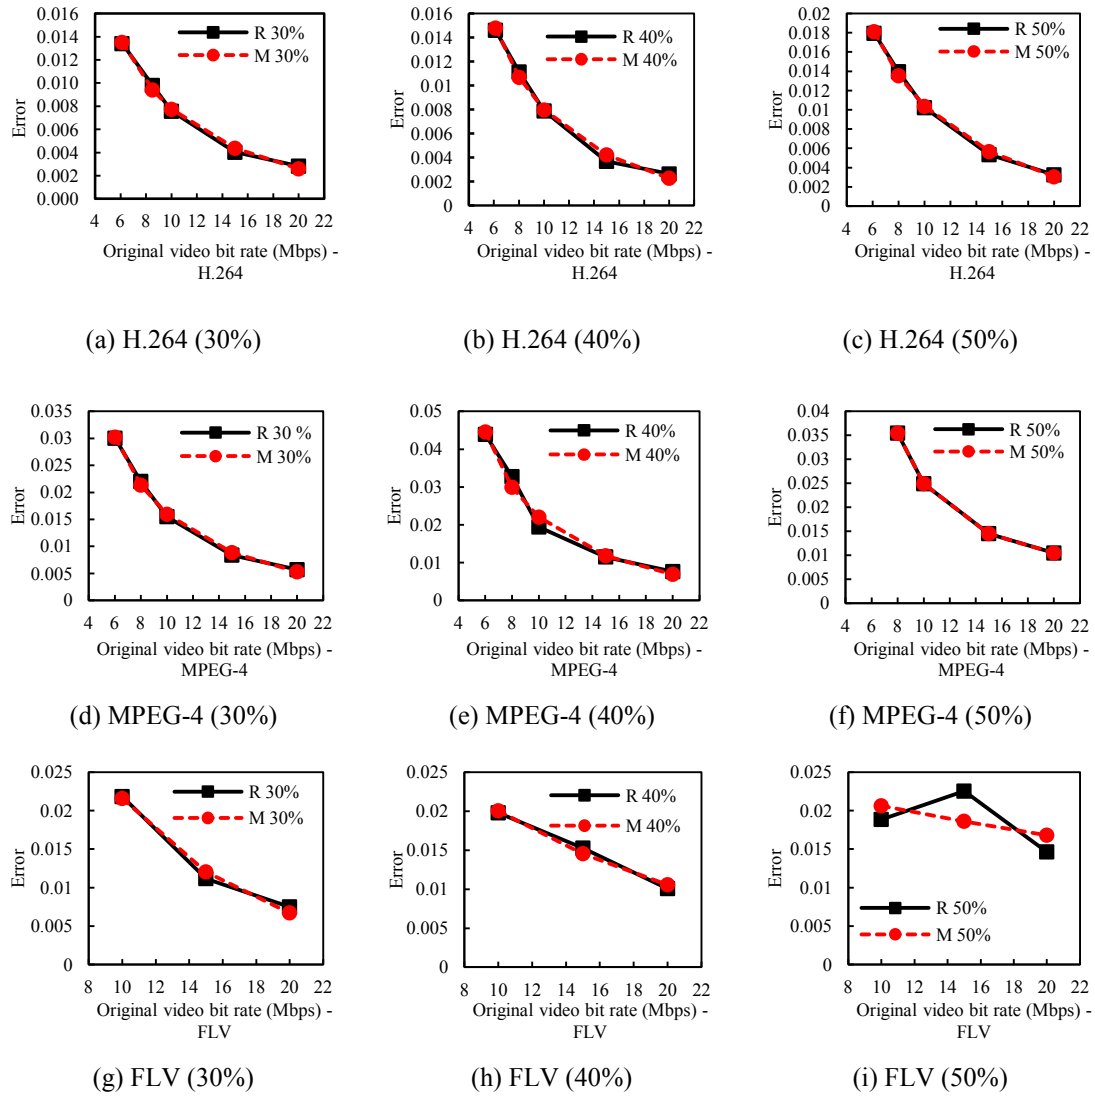 0.016
0.014
0.012
0.010
0.008
0.006
0.004
0.002
0.000
Error
R 30%
M 30%
4 6 8 10 12 14 16 18 20 22
Original video bit rate (Mbps) -
H.264
(a) H.264 (30%)
0.016
0.014
0.012
0.01
0.008
0.006
0.004
0.002
0
Error
R 40%
M 40%
4 6 8 10 12 14 16 18 20 22
Original video bit rate (Mbps) -
H.264
(b) H.264 (40%)
0.02
0.018
0.016
0.014
0.012
0.01
0.008
0.006
0.004
0.002
0
Error
R 50%
M 50%
4 6 8 10 12 14 16 18 20 22
Original video bit rate (Mbps) -
H.264
(c) H.264 (50%)
0.035
0.03
0.025
0.02
0.015
0.01
0.005
0
Error
R 30 %
M 30%
4 6 8 10 12 14 16 18 20 22
Original video bit rate (Mbps) -
MPEG-4
(d) MPEG-4 (30%)
0.05
0.04
0.03
0.02
0.01
0
Error
R 40%
M 40%
4 6 8 10 12 14 16 18 20 22
Original video bit rate (Mbps) -
MPEG-4
(e) MPEG-4 (40%)
0.04
0.035
0.03
0.025
0.02
0.015
0.01
0.005
0
Error
R 50%
M 50%
4 6 8 10 12 14 16 18 20 22
Original video bit rate (Mbps) -
MPEG-4
(f) MPEG-4 (50%)
0.025
0.02
0.015
0.01
0.005
0
Error
R 30%
M 30%
8 10 12 14 16 18 20 22
Original video bit rate (Mbps) -
FLV
(g) FLV (30%)
0.025
0.02
0.015
0.01
0.005
0
Error
R 40%
M 40%
8 10 12 14 16 18 20 22
Original video bit rate (Mbps) -
FLV
(h) FLV (40%)
0.025
0.02
0.015
0.01
0.005
0
Error
R 50%
M 50%
8 10 12 14 16 18 20 22
Original video bit rate (Mbps) -
FLV
(i) FLV (50%)